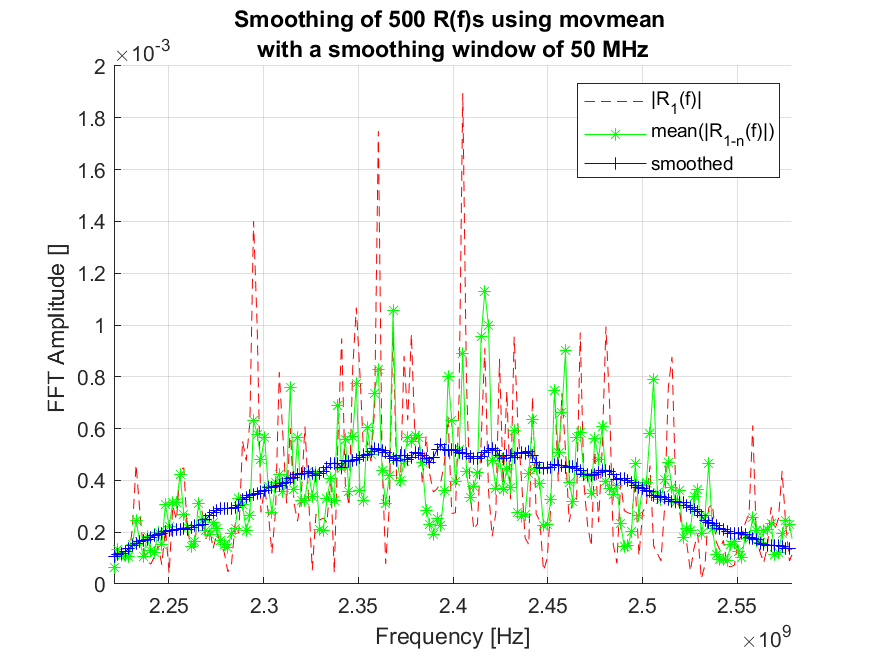 Smoothing of 500 R(f)s using movmean
with a smoothing window of 50 MHz
×10-3
2
1.8
1.6
1.4
1.2
1
0.8
0.6
0.4
0.2
0
FFT Amplitude []
|R1(f)|
mean(|R1-n(f)|)
smoothed
2.25
2.3
2.35
2.4
2.45
2.5
2.55
Frequency [Hz]
×109